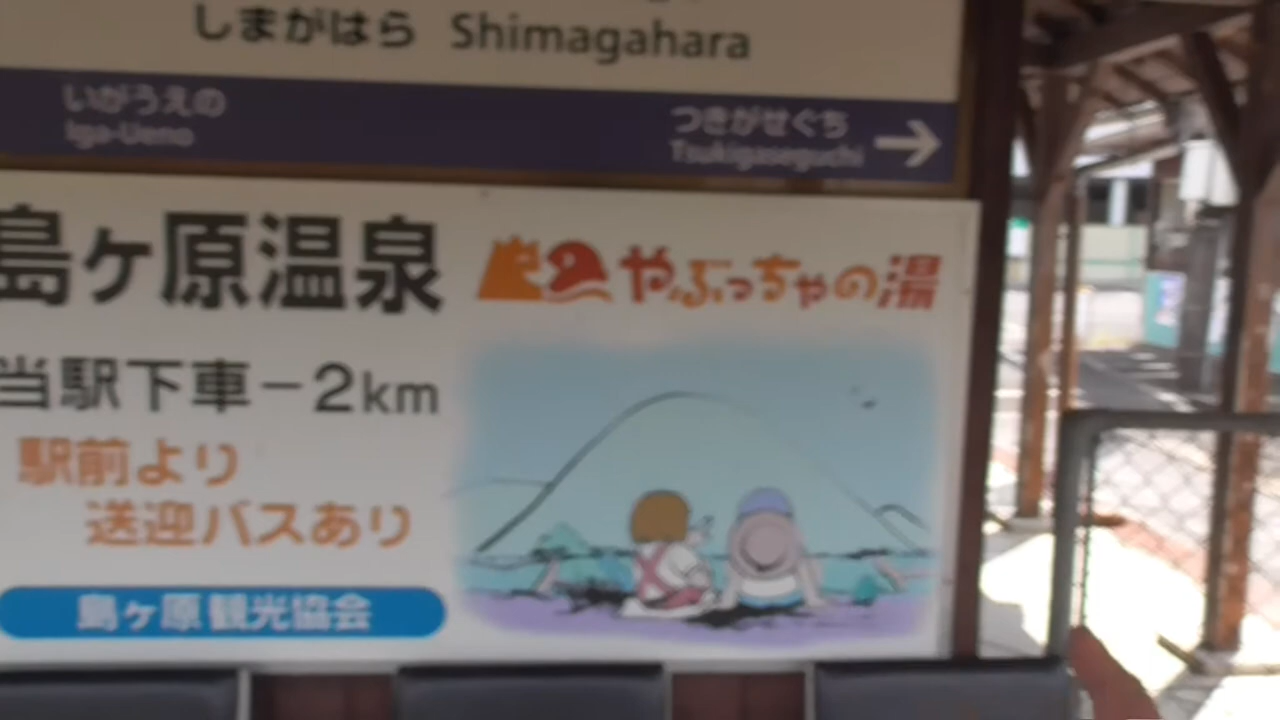 しまがはら Shimagahara
いがうえの
Iga-Ueno
つきがせぐち
Tsukigaseguchi
島ヶ原温泉
やぶっちゃの湯
当駅下車-2km
駅前より
送迎バスあり
島ヶ原観光協会